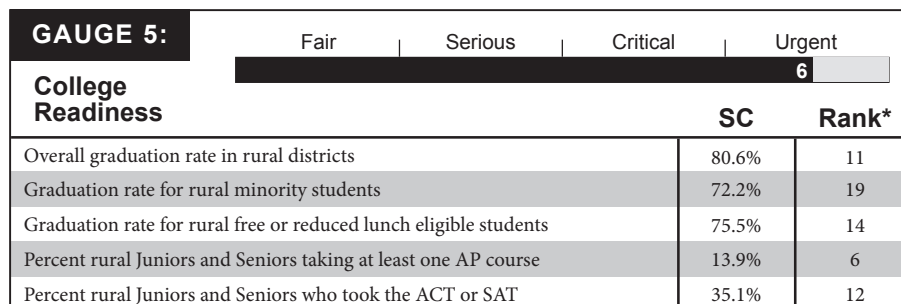 GAUGE 5:
Fair Serious Critical Urgent
6
College
Readiness
SC Rank*
Overall graduation rate in rural districts 80.6% 11
Graduation rate for rural minority students 72.2% 19
Graduation rate for rural free or reduced lunch eligible students 75.5% 14
Percent rural Juniors and Seniors taking at least one AP course 13.9% 6
Percent rural Juniors and Seniors who took the ACT or SAT 35.1% 12